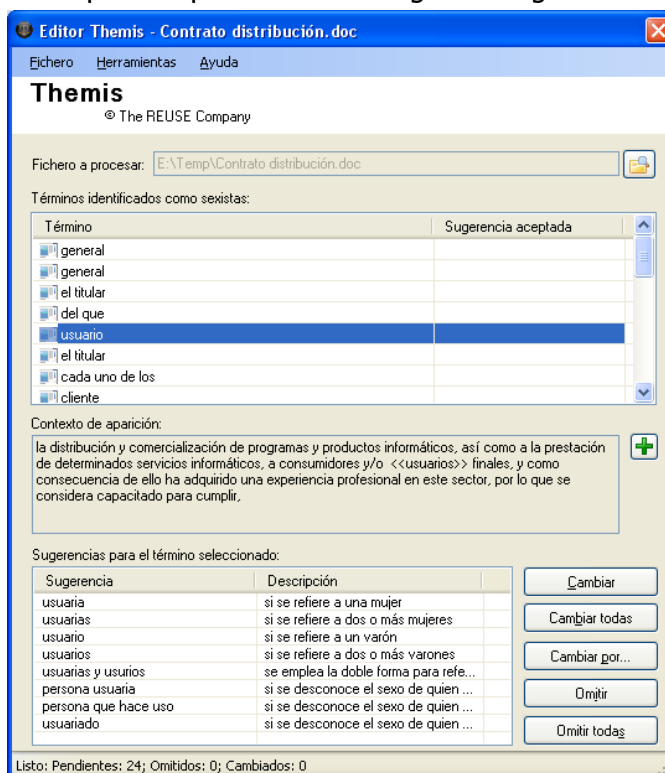 Editor Themis - Contrato distribución.doc
Fichero Herramientas Ayuda
Themis
© The REUSE Company
Fichero a procesar: E:\Temp\Contrato distribución.doc
Términos identificados como sexistas:
Término Sugerencia aceptada
general
general
el titular
del que
usuario
el titular
cada uno de los
cliente
Contexto de aparición:
la distribución y comercialización de programas y productos informáticos, así como a la prestación
de determinados servicios informáticos, a consumidores y/o <<usuarios>> finales, y como
consecuencia de ello ha adquirido una experiencia profesional en este sector, por lo que se
considera capacitado para cumplir,
Sugerencias para el término seleccionado:
Sugerencia Descripción
usuaria si se refiere a una mujer
usuarias si se refiere a dos o más mujeres
usuario si se refiere a un varón
usuarios si se refiere a dos o más varones
usuarias y usurios se emplea la doble forma para refe...
persona usuaria si se desconoce el sexo de quien ...
persona que hace uso si se desconoce el sexo de quien ...
usuariado si se desconoce el sexo de quien ...
Cambiar
Cambiar todas
Cambiar por...
Omitir
Omitir todas
Listo: Pendientes: 24; Omitidos: 0; Cambiados: 0